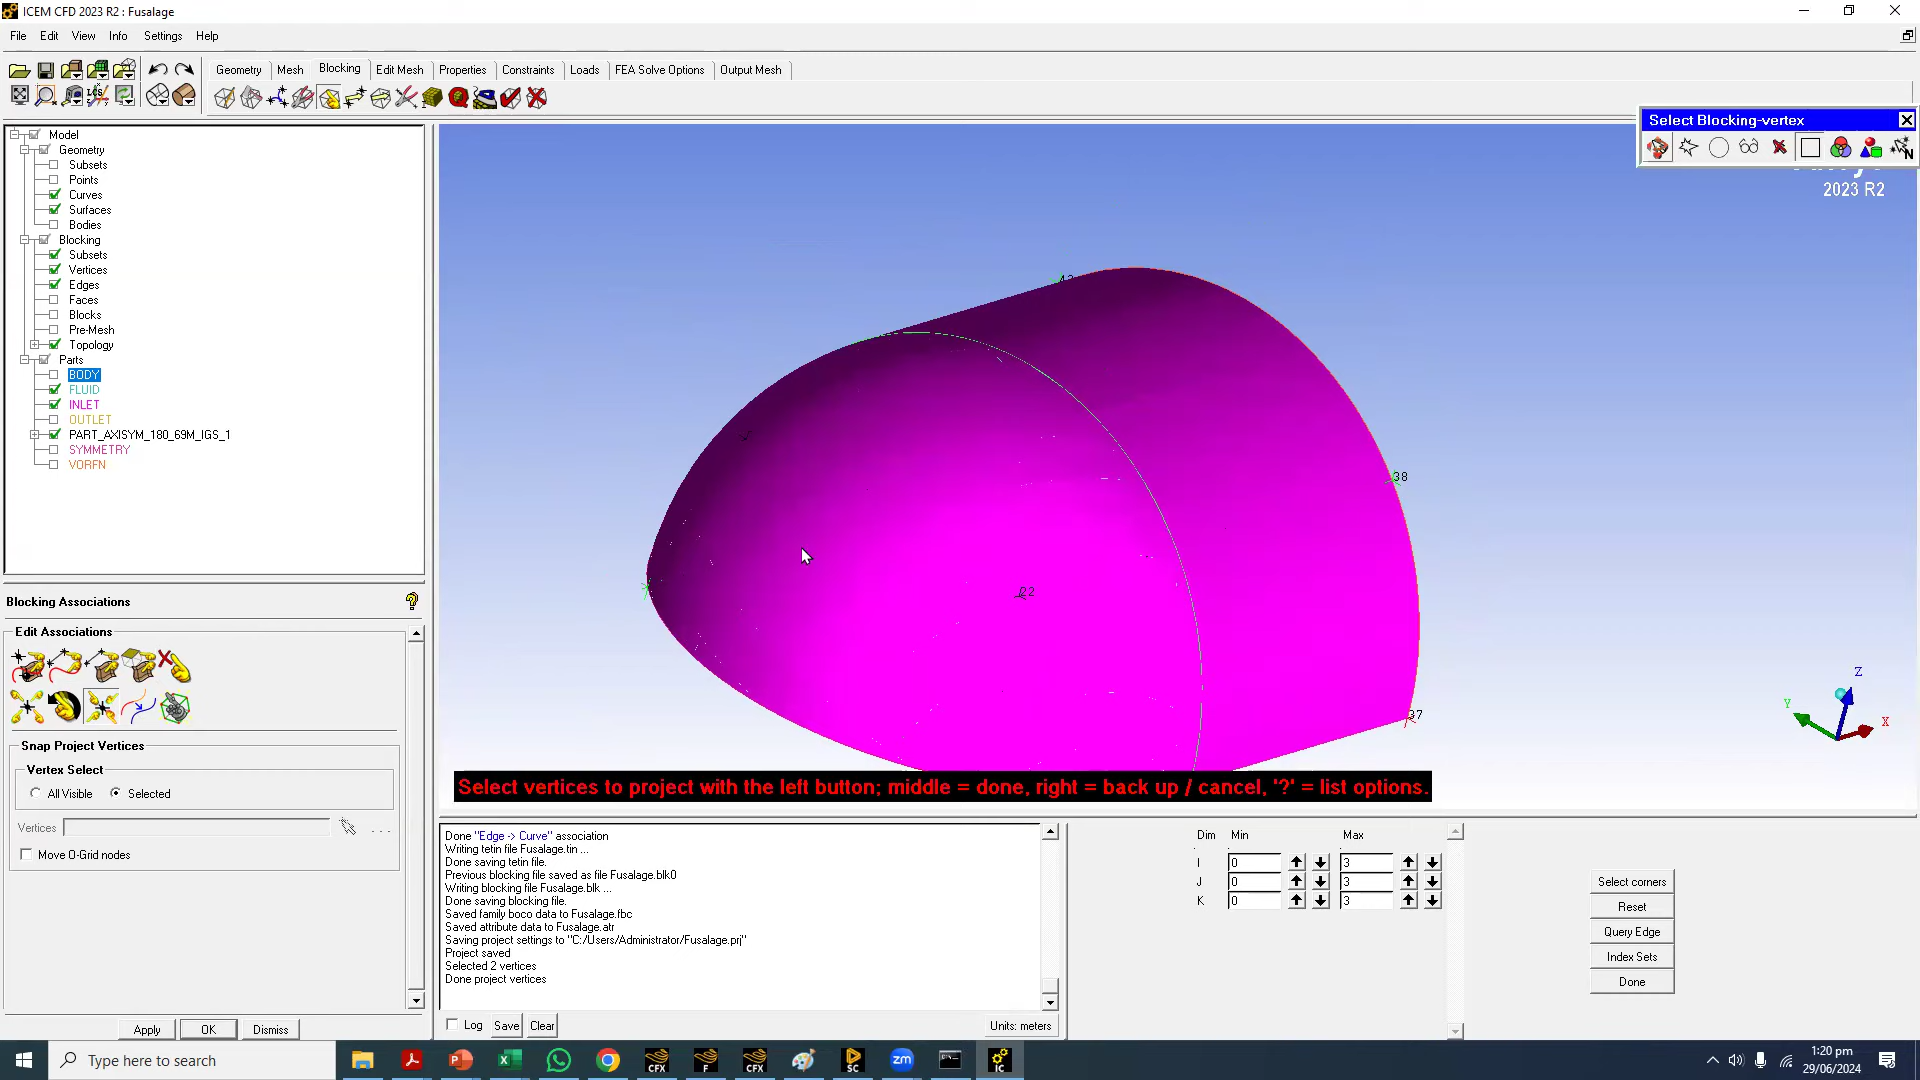 ICEM CFD 2023 R2 : Fusalage
File Edit View Info Settings Help
Geometry Mesh Blocking Edit Mesh Properties Constraints Loads FEA Solve Options Output Mesh
Model
Geometry
Subsets
Points
Curves
Surfaces
Bodies
Blocking
Subsets
Vertices
Edges
Faces
Blocks
Pre-Mesh
Topology
Parts
BODY
FLUID
INLET
OUTLET
PART_AXISYM_180_69M_IGS_1
SYMMETRY
VORFN
Select Blocking-vertex
2023 R2
38
22
37
Z
Y
X
Select vertices to project with the left button; middle = done, right = back up / cancel, '?' = list options.
Blocking Associations
Edit Associations
Snap Project Vertices
Vertex Select
All Visible Selected
Vertices
Move O-Grid nodes
Apply OK Dismiss
Done "Edge -> Curve" association
Writing tetin file Fusalage.tin ...
Done saving tetin file.
Previous blocking file saved as file Fusalage.blk0
Writing blocking file Fusalage.blk ...
Done saving blocking file.
Saved family boco data to Fusalage.fbc
Saved attribute data to Fusalage.atr
Saving project settings to "C:/Users/Administrator/Fusalage.prj"
Project saved
Selected 2 vertices
Done project vertices
Log Save Clear
Units: meters
Dim Min Max
I 0 3
J 0 3
K 0 3
Select corners
Reset
Query Edge
Index Sets
Done
Type here to search
1:20 pm
29/06/2024